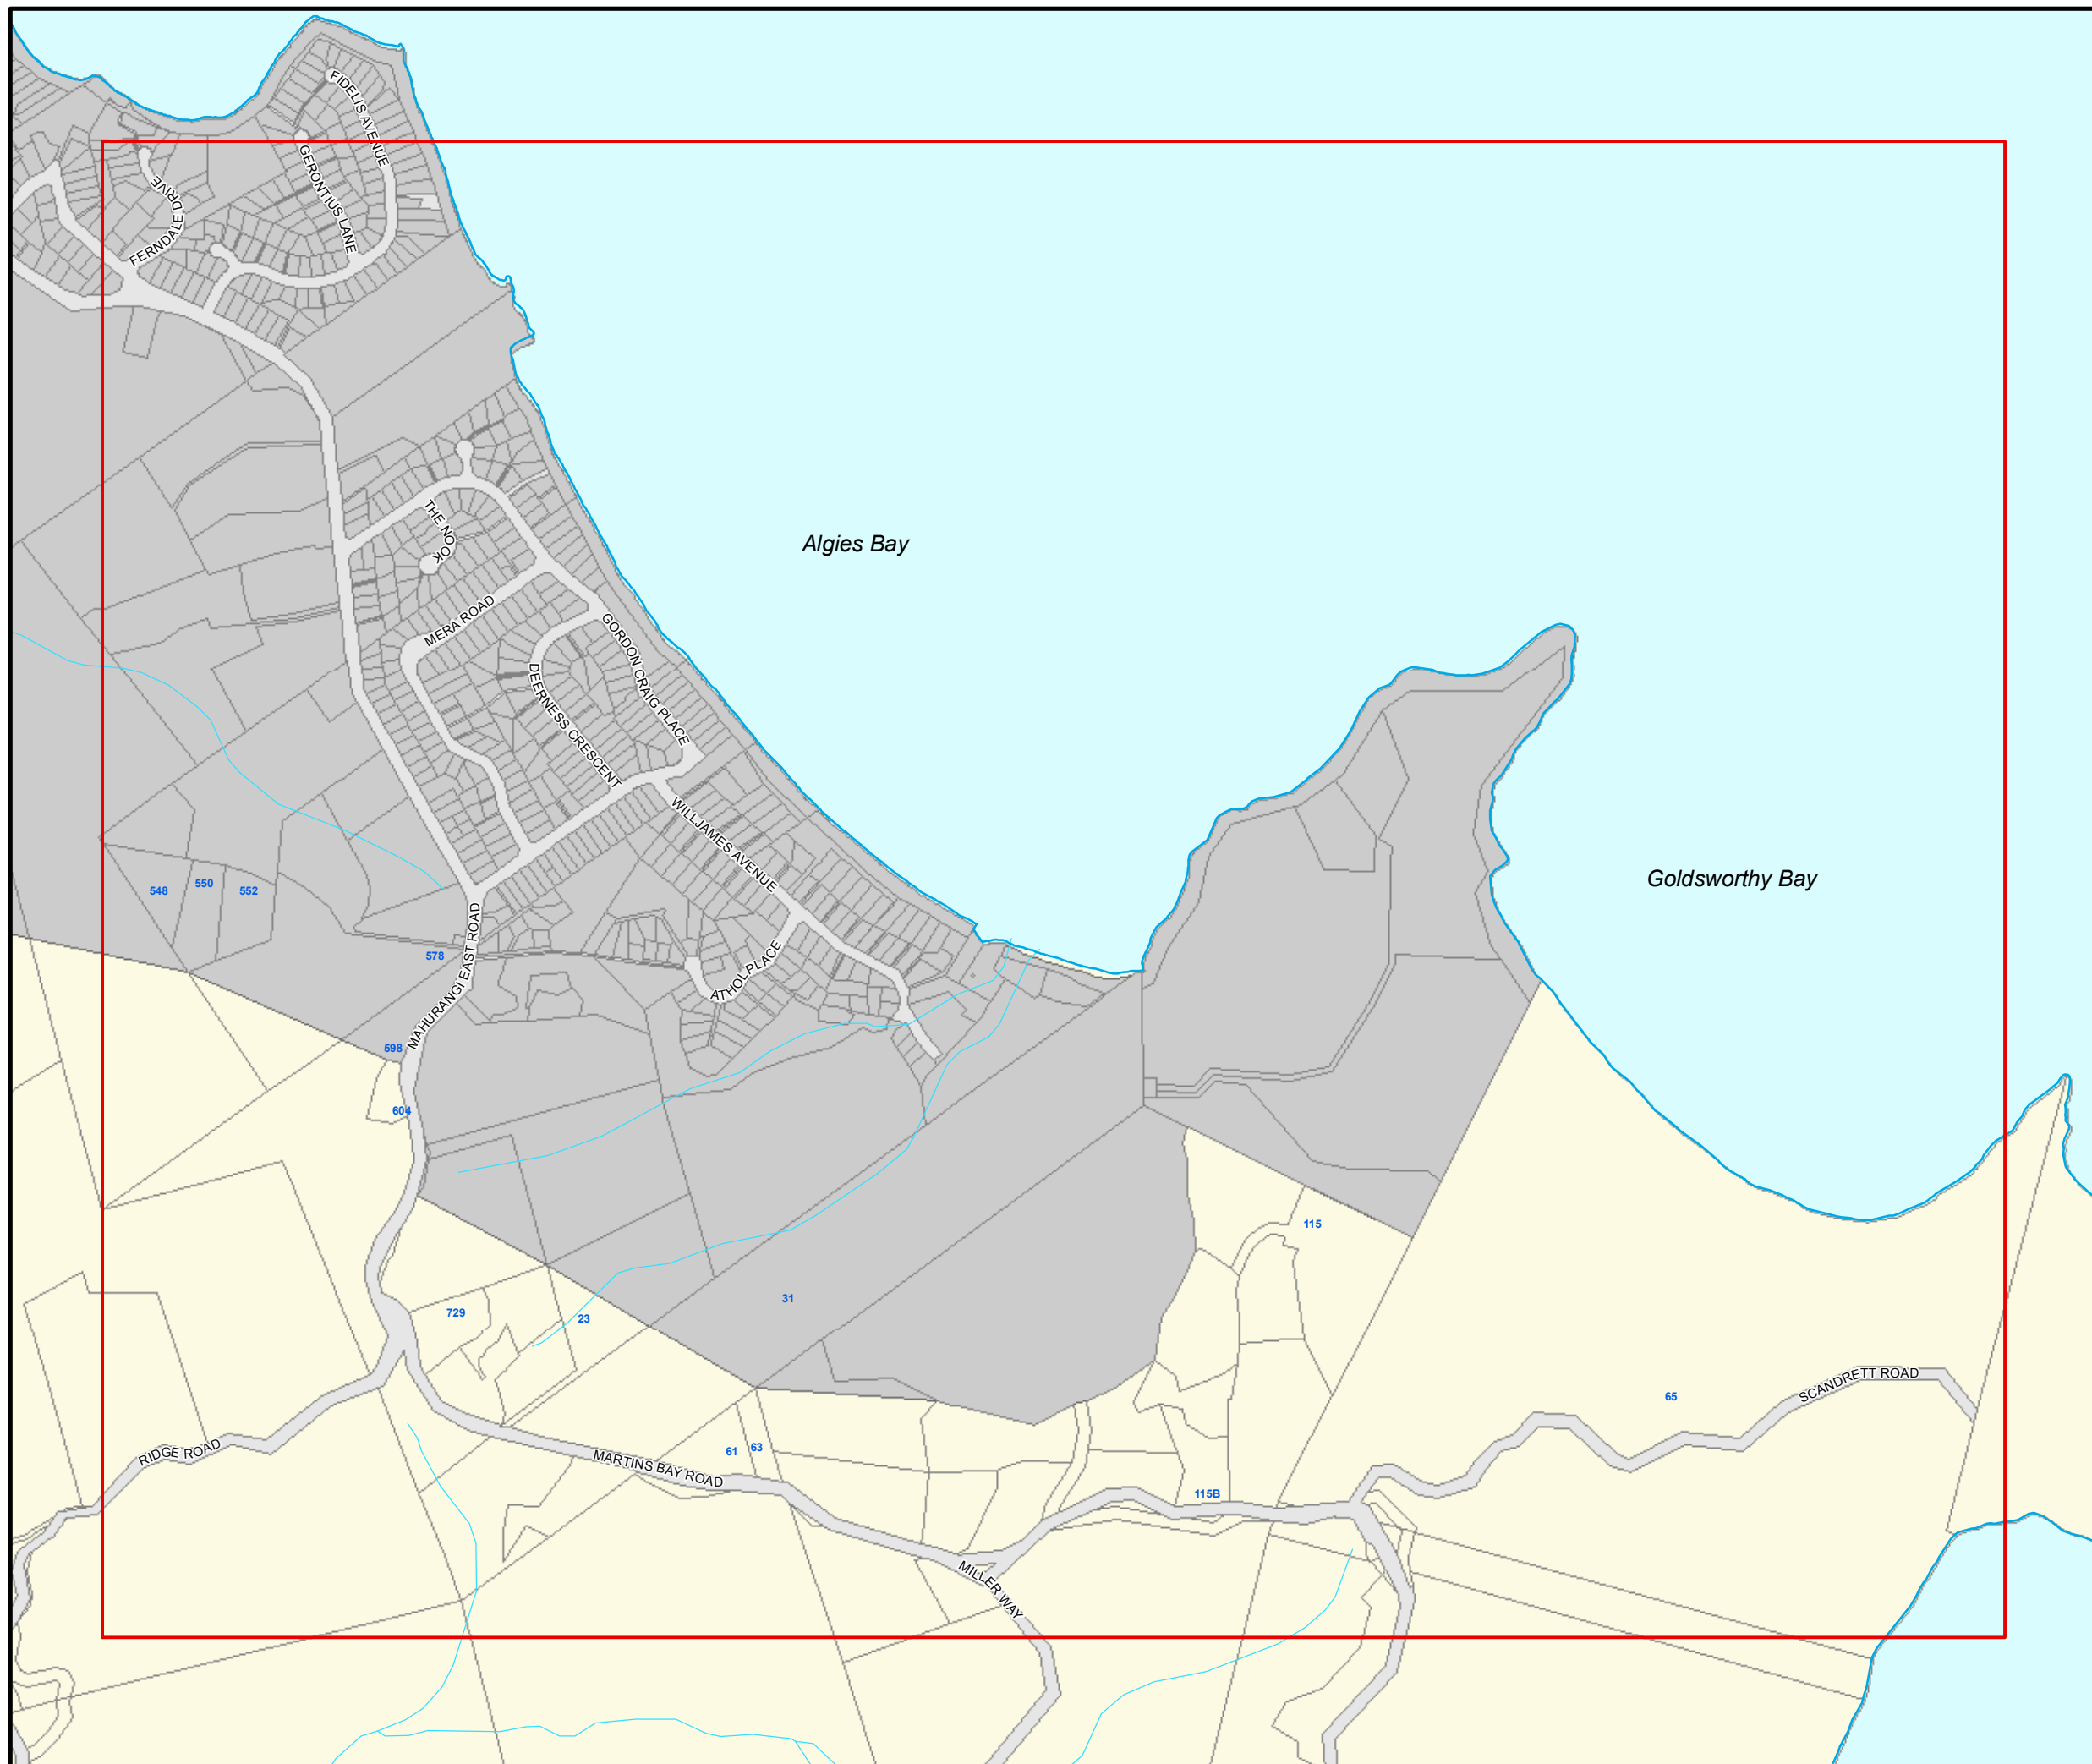 FIDELIS AVENUE
GERONTIUS LANE
FERNDALE DRIVE
THE NOOK
Algies Bay
MERA ROAD
GORDON CRAIG PLACE
DEERNESS CRESCENT
WILLJAMES AVENUE
Goldsworthy Bay
548
550
552
MAHURANGI EAST ROAD
578
ATHOL PLACE
598
604
115
31
729
23
SCANDRETT ROAD
65
RIDGE ROAD
61
63
MARTINS BAY ROAD
115B
MILLER WAY